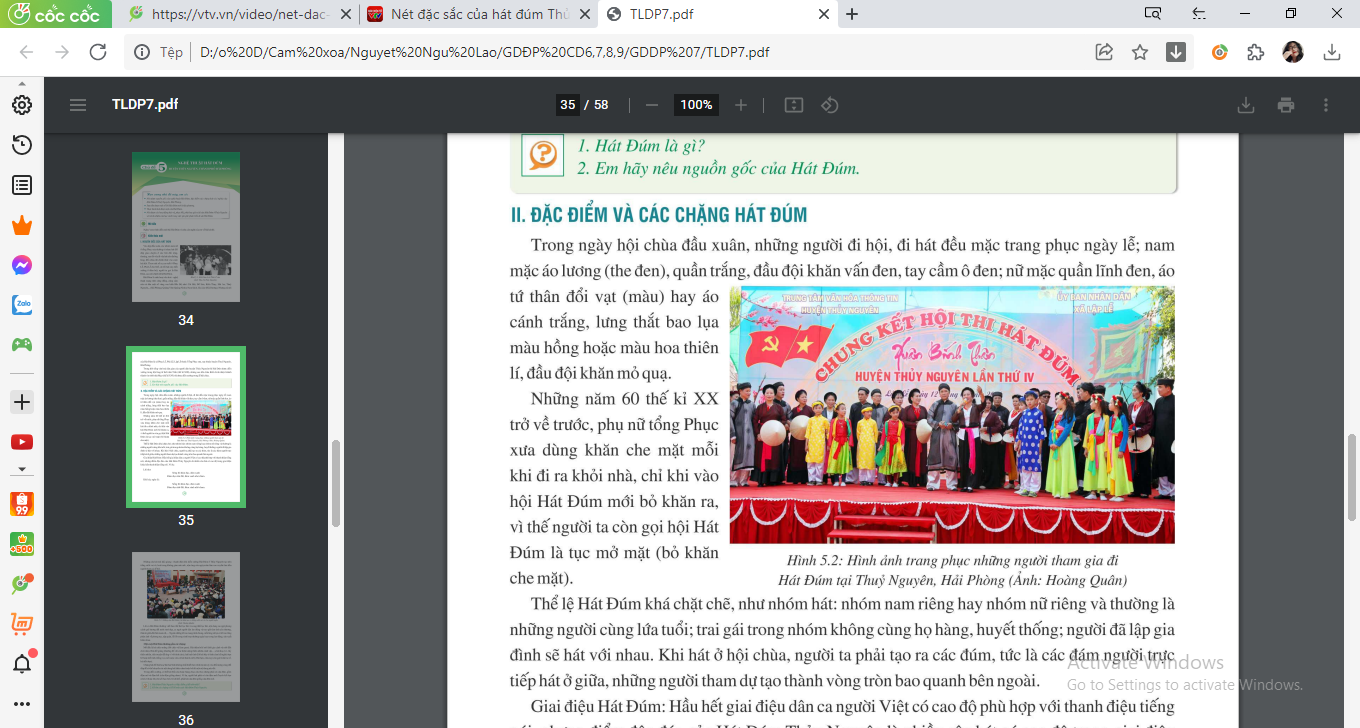 cốc cốc
https://vtv.vn/video/net-dac-
Nét đặc sắc của hát đúm Thủ
TLDP7.pdf
Tệp
D:/o%20D/Cam%20xoa/Nguyet%20Ngu%20Lao/GDĐP%20CD6,7,8,9/GDDP%207/TLDP7.pdf
TLDP7.pdf
35 / 58
100%
34
35
36
Zalo
99
+500
1. Hát Đúm là gì?
2. Em hãy nêu nguồn gốc của Hát Đúm.
II. ĐẶC ĐIỂM VÀ CÁC CHẶNG HÁT ĐÚM
Trong ngày hội chùa đầu xuân, những người đi hội, đi hát đều mặc trang phục ngày lễ; nam
mặc áo lương (the đen), quần trắng, đầu đội khăn vấn đen, tay cầm ô đen; nữ mặc quần lĩnh đen, áo
tứ thân đổi vạt (màu) hay áo
cánh trắng, lưng thắt bao lụa
màu hồng hoặc màu hoa thiên
lí, đầu đội khăn mỏ quạ.
Những năm 60 thế kỉ XX
trở về trước, phụ nữ tổng Phục
xưa dùng khăn che mặt mỗi
khi đi ra khỏi nhà chỉ khi vào
hội Hát Đúm mới bỏ khăn ra,
vì thế người ta còn gọi hội Hát
Đúm là tục mở mặt (bỏ khăn
che mặt).
TRUNG TÂM VĂN HÓA THÔNG TIN
HUYỆN THỦY NGUYÊN
ỦY BAN NHÂN DÂN
XÃ LẬP LỄ
CHUNG KẾT HỘI THI HÁT ĐÚM
Xuân Bính Thân
HUYỆN THỦY NGUYÊN LẦN THỨ IV
Hình 5.2: Hình ảnh trang phục những người tham gia đi
Hát Đúm tại Thuỷ Nguyên, Hải Phòng (Ảnh: Hoàng Quân)
Thể lệ Hát Đúm khá chặt chẽ, như nhóm hát: nhóm nam riêng hay nhóm nữ riêng và thường là
những người cùng lứa tuổi; trai gái trong nhóm không cùng họ hàng, huyết thống; người đã lập gia
đình sẽ hát với nhau. Khi hát ở hội chùa, người ta phân ra các đúm, tức là các đám người trực
tiếp hát ở giữa, những người tham dự tạo thành vòng tròn bao quanh bên ngoài.
Giai điệu Hát Đúm: Hầu hết giai điệu dân ca người Việt có cao độ phù hợp với thanh điệu tiếng
Activate Windows
Go to Settings to activate Windows.